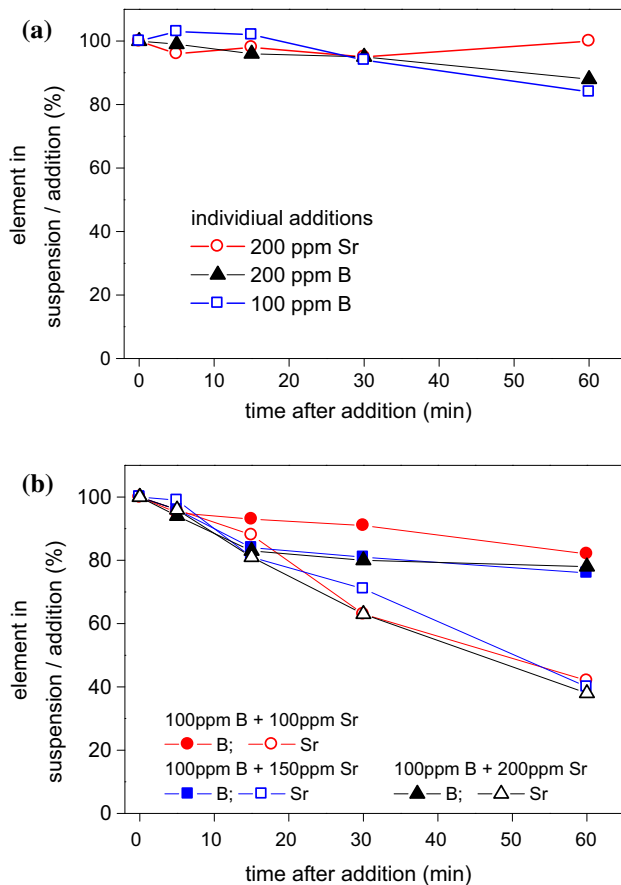 (a)
100
80
60
40
20
0
element in
suspension / addition (%)
individiual additions
200 ppm Sr
200 ppm B
100 ppm B
0 10 20 30 40 50 60
time after addition (min)
(b)
100
80
60
40
20
0
element in
suspension / addition (%)
100ppm B + 100ppm Sr
B; Sr
100ppm B + 150ppm Sr 100ppm B + 200ppm Sr
B; Sr B; Sr
0 10 20 30 40 50 60
time after addition (min)